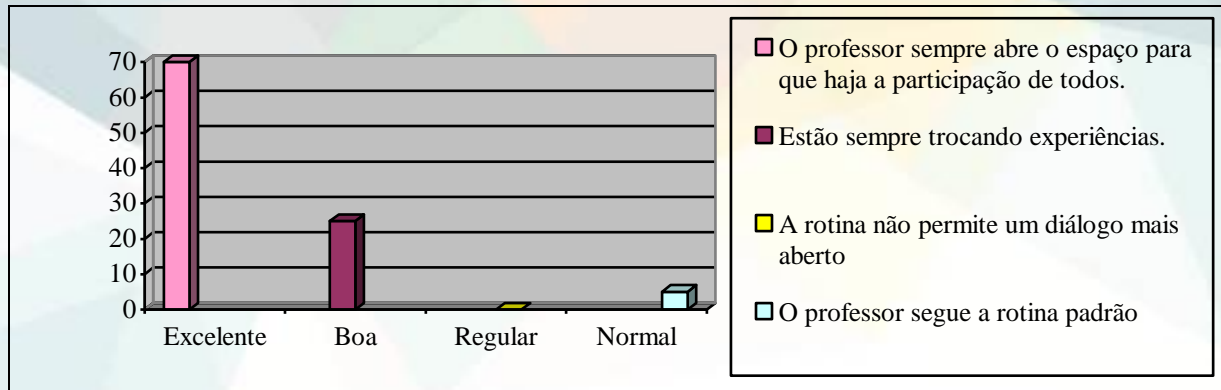 70
60
50
40
30
20
10
0
Excelente Boa Regular Normal
O professor sempre abre o espaço para
que haja a participação de todos.
Estão sempre trocando experiências.
A rotina não permite um diálogo mais
aberto
O professor segue a rotina padrão